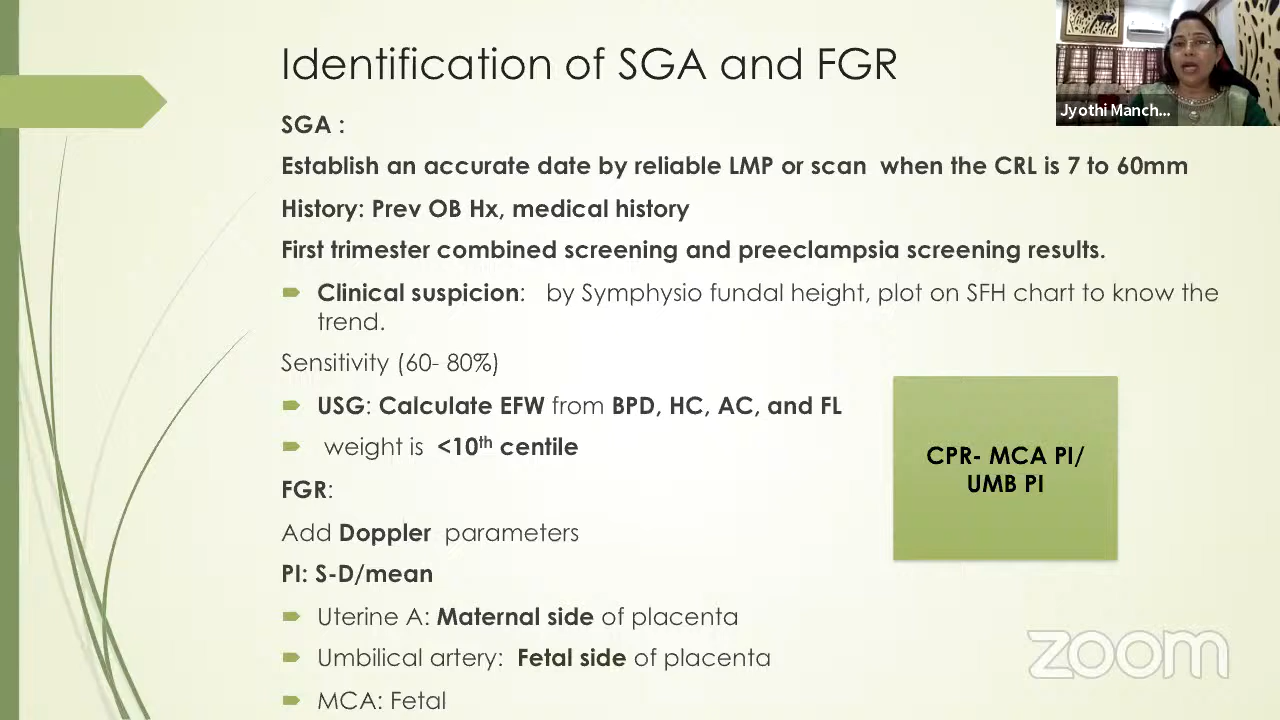 Identification of SGA and FGR
Jyothi Manch...
SGA :
Establish an accurate date by reliable LMP or scan when the CRL is 7 to 60mm
History: Prev OB Hx, medical history
First trimester combined screening and preeclampsia screening results.
Clinical suspicion: by Symphysio fundal height, plot on SFH chart to know the
trend.
Sensitivity (60- 80%)
USG: Calculate EFW from BPD, HC, AC, and FL
weight is <10th centile
FGR:
Add Doppler parameters
PI: S-D/mean
Uterine A: Maternal side of placenta
Umbilical artery: Fetal side of placenta
MCA: Fetal
CPR- MCA PI/
UMB PI
zoom